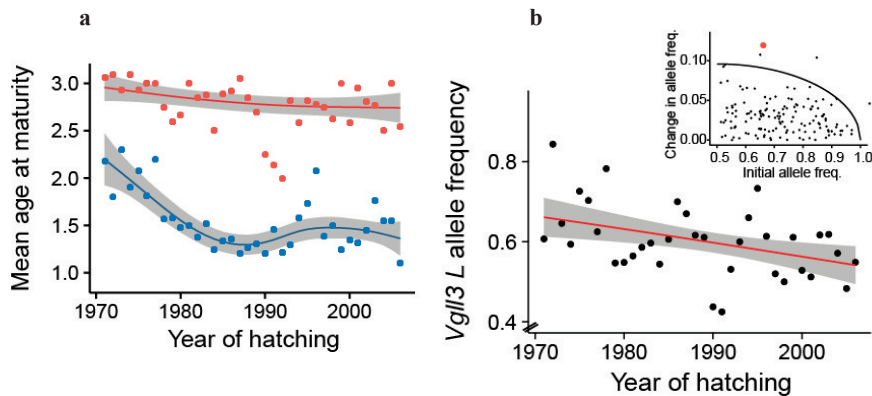 a
Mean age at maturity
3.0
2.5
2.0
1.5
1.0
1970 1980 1990 2000
Year of hatching
b
Vgll3 L allele frequency
0.8
0.6
0.4
1970 1980 1990 2000
Year of hatching
Change in allele freq.
0.10
0.05
0.00
0.5 0.6 0.7 0.8 0.9 1.0
Initial allele freq.